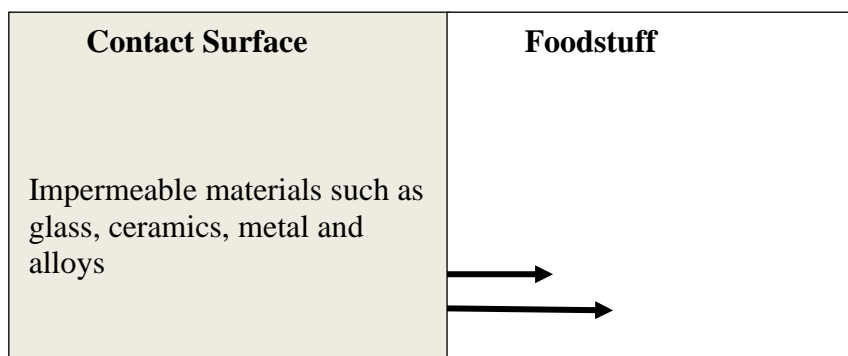 Contact Surface
Foodstuff
Impermeable materials such as
glass, ceramics, metal and
alloys